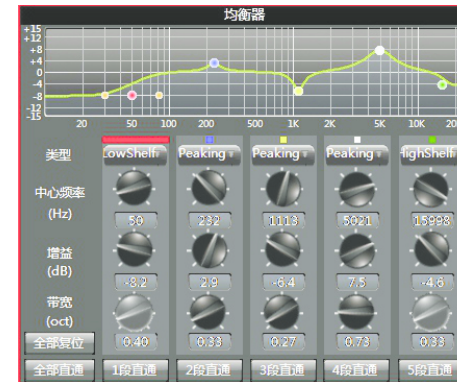 均衡器
+15
+12
+8
+4
0
-4
-8
-12
-15
20 50 100 200 500 1K 2K 5K 10K 20
类型 LowShelf Peaking Peaking Peaking HighShelf
中心频率
(Hz)
50 232 1113 5021 15998
增益
(dB)
-8.2 2.9 -6.4 7.5 -4.6
带宽
(oct)
全部复位 0.40 0.33 0.27 0.73 0.33
全部直通 1段直通 2段直通 3段直通 4段直通 5段直通